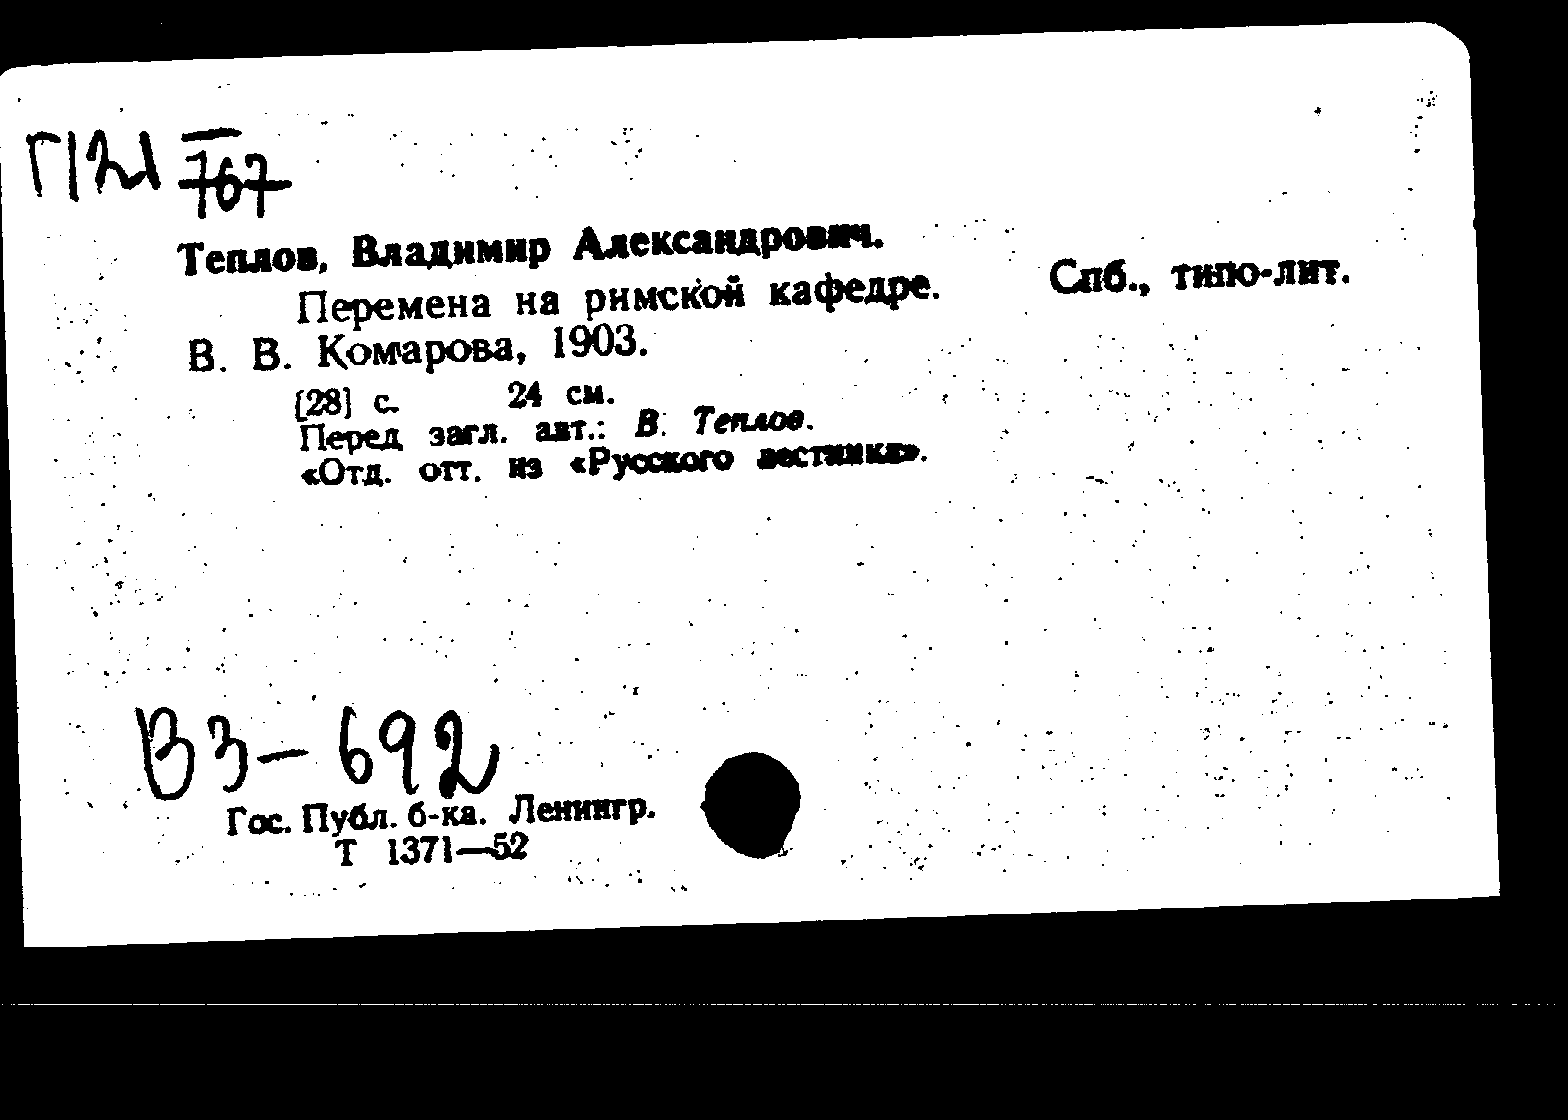 767
Теплов, Владимир Александрович.
Перемена на римской кафедре. Спб., типо-лит.
В. В. Комарова, 1903.
[28] с. 24 см.
Перед загл. авт.: В. Теплов.
«Отд. отт. из «Русского вестника».
В3-692
Гос. Публ. б-ка. Ленингр.
Т 1371—52